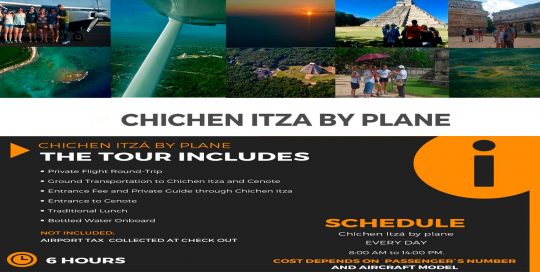 CHICHEN ITZA BY PLANE
CHICHEN ITZÁ BY PLANE
THE TOUR INCLUDES
Private Flight Round-Trip
Ground Transportation to Chichen Itza and Cenote
Entrance Fee and Private Guide through Chichen Itza
Entrance to Cenote
Traditional Lunch
Bottled Water Onboard
NOT INCLUDED:
AIRPORT TAX COLLECTED AT CHECK OUT
6 HOURS
i
SCHEDULE
Chichen Itzá by plane
EVERY DAY
8:00 AM to 14:00 PM.
COST DEPENDS ON PASSENGER´S NUMBER
AND AIRCRAFT MODEL